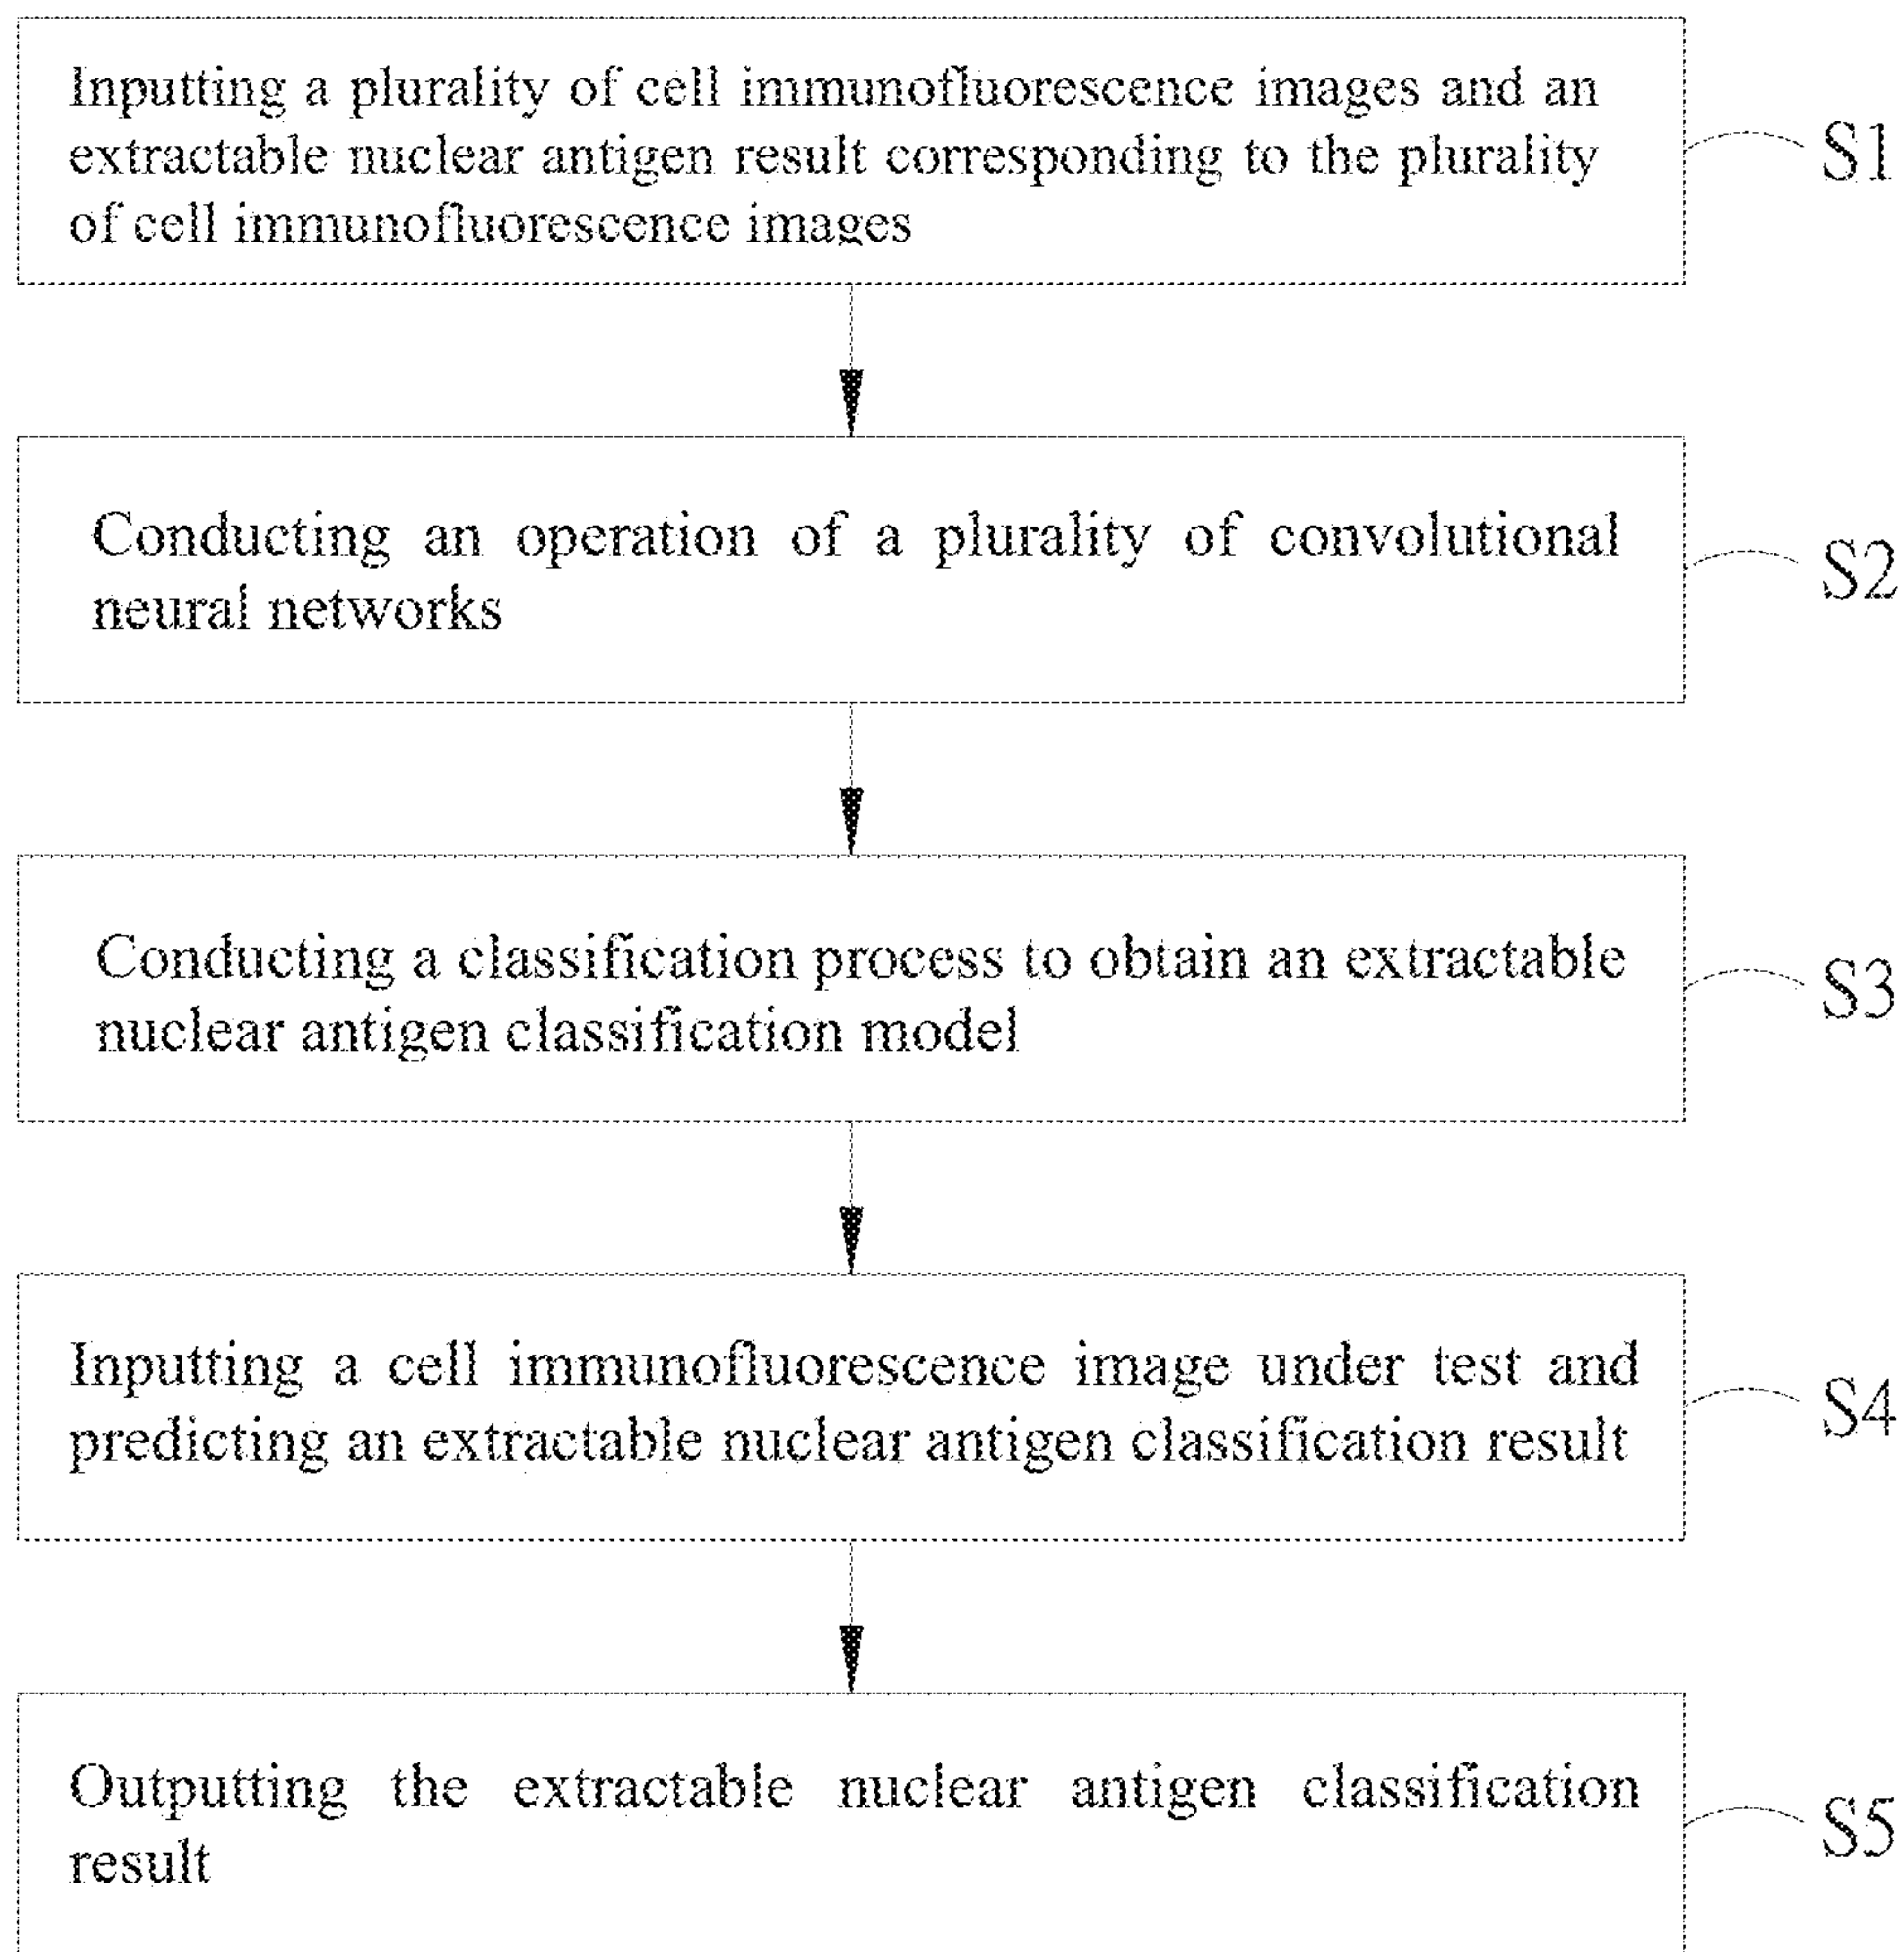 Inputting a plurality of cell immunofluorescence images and an
extractable nuclear antigen result corresponding to the plurality
of cell immunofluorescence images
S1
Conducting an operation of a plurality of convolutional
neural networks
S2
Conducting a classification process to obtain an extractable
nuclear antigen classification model
S3
Inputting a cell immunofluorescence image under test and
predicting an extractable nuclear antigen classification result
S4
Outputting the extractable nuclear antigen classification
result
S5